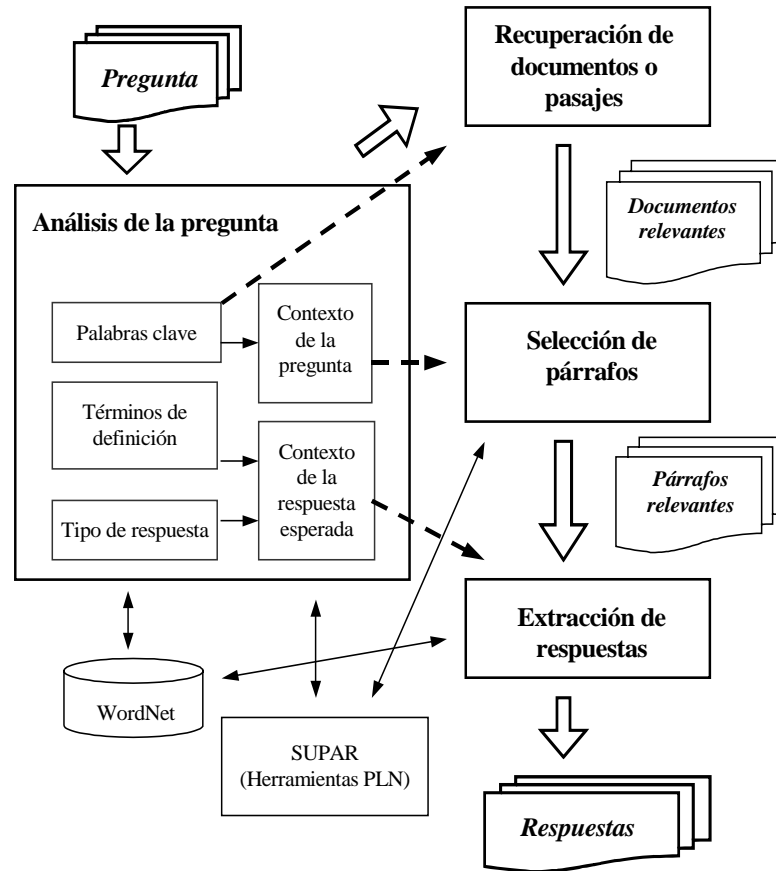 Pregunta
Análisis de la pregunta
Palabras clave
Contexto
de la
pregunta
Términos de
definición
Contexto
de la
respuesta
esperada
Tipo de respuesta
WordNet
SUPAR
(Herramientas PLN)
Recuperación de
documentos o
pasajes
Documentos
relevantes
Selección de
párrafos
Párrafos
relevantes
Extracción de
respuestas
Respuestas